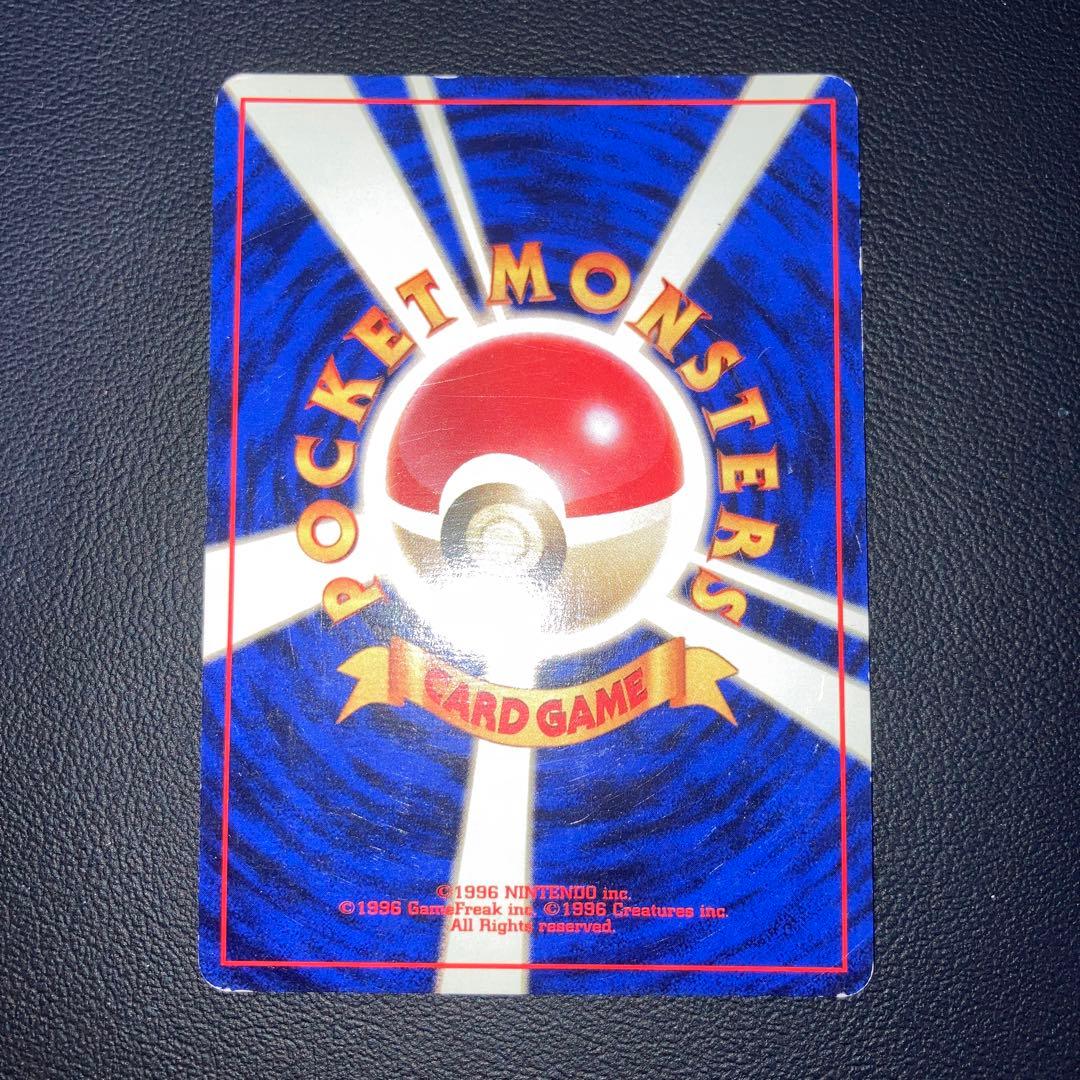 POCKET MONSTERS
CARD GAME
©1996 NINTENDO inc.
©1996 GameFreak inc. ©1996 Creatures inc.
All Rights reserved.